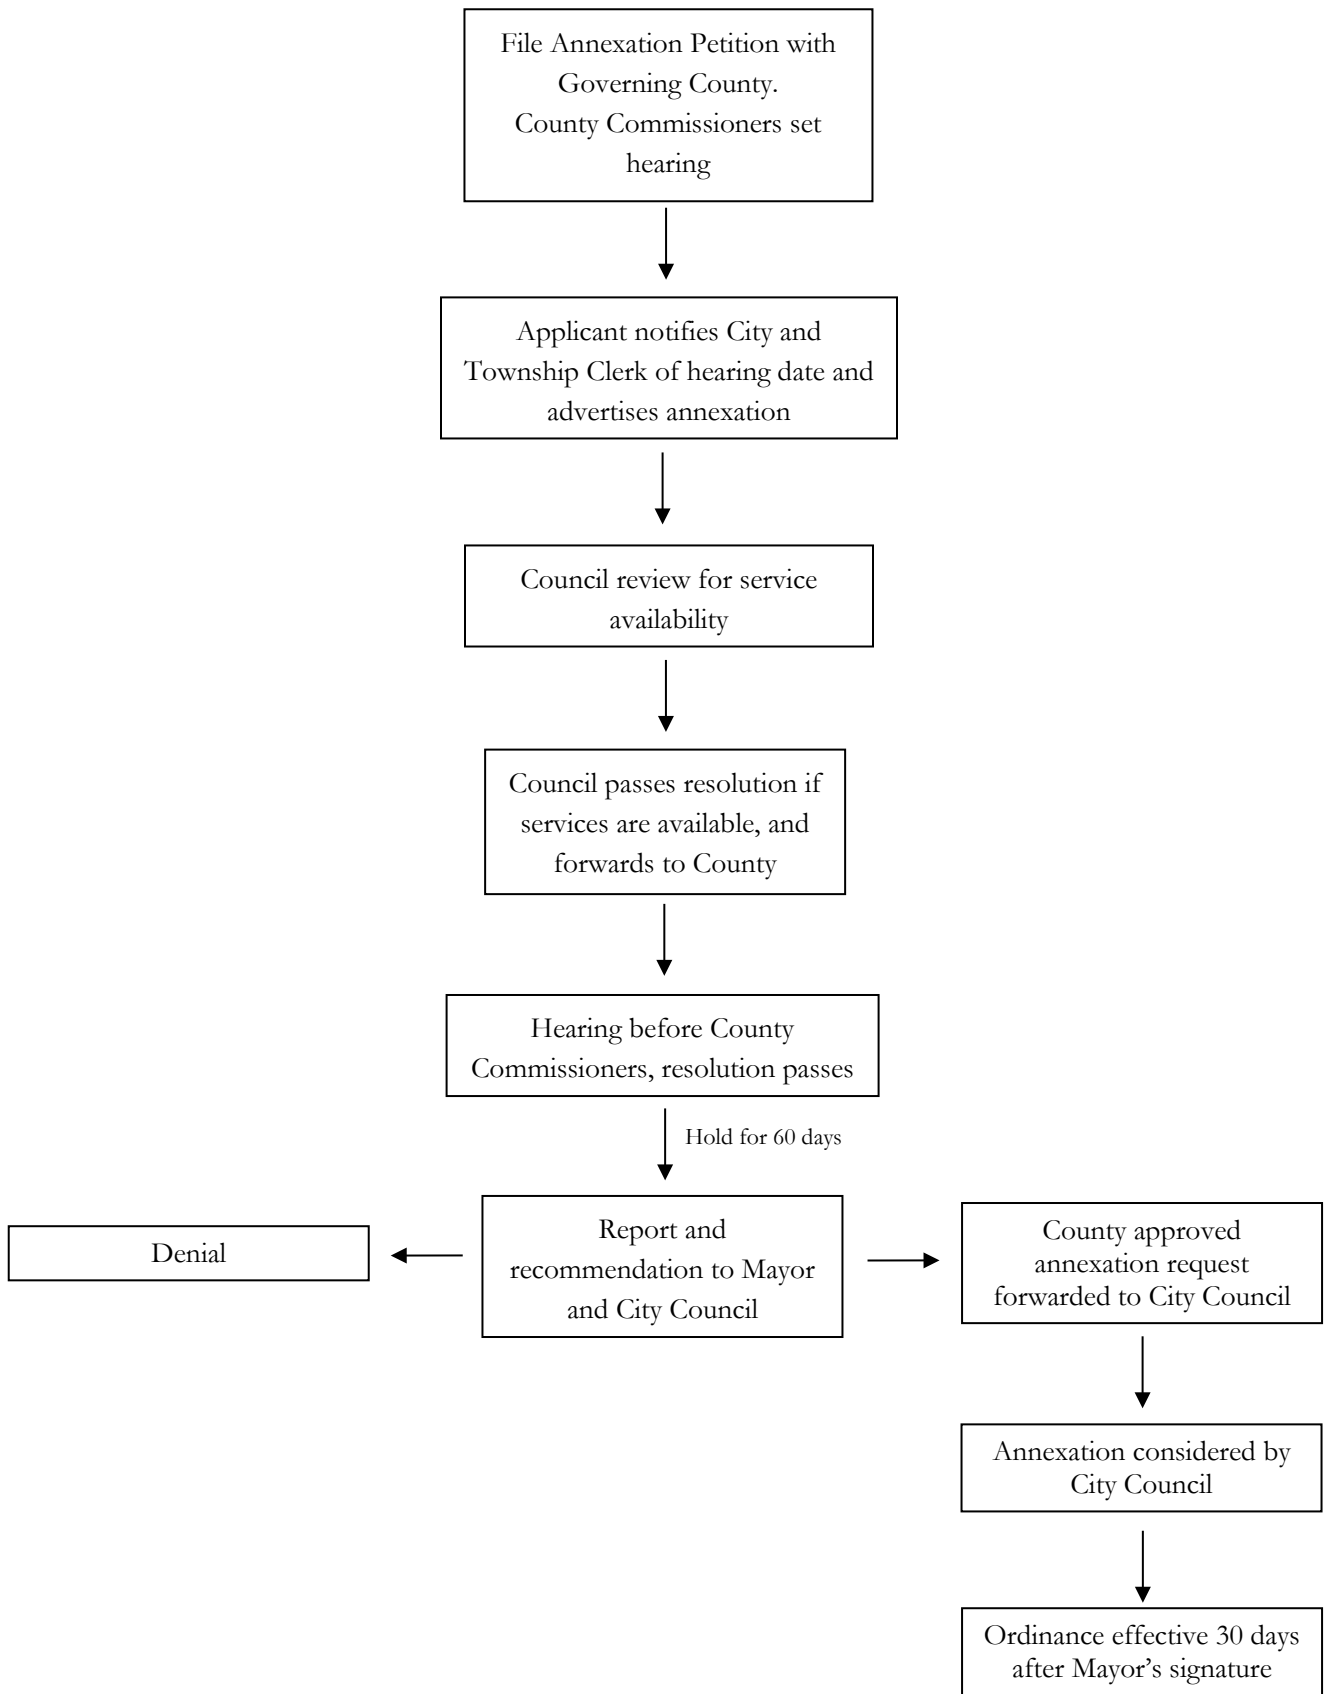 File Annexation Petition with
Governing County.
County Commissioners set
hearing
Applicant notifies City and
Township Clerk of hearing date and
advertises annexation
Council review for service
availability
Council passes resolution if
services are available, and
forwards to County
Hearing before County
Commissioners, resolution passes
Hold for 60 days
Denial
Report and
recommendation to Mayor
and City Council
County approved
annexation request
forwarded to City Council
Annexation considered by
City Council
Ordinance effective 30 days
after Mayor’s signature